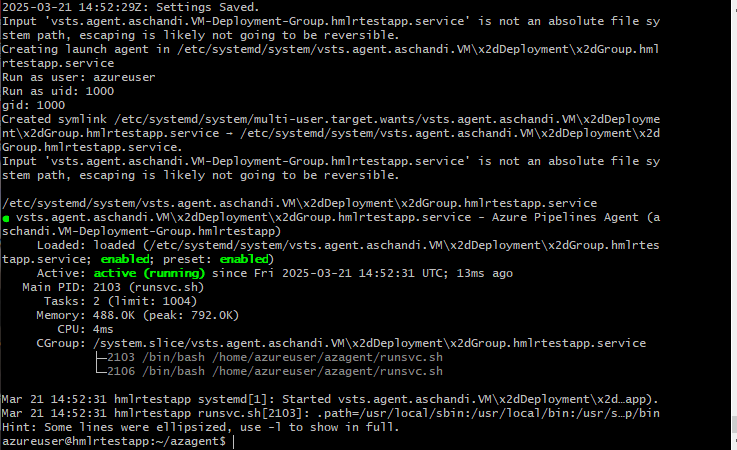 2025-03-21 14:52:29Z: Settings Saved.
Input 'vsts.agent.aschandi.VM-Deployment-Group.hmlrtestapp.service' is not an absolute file sy
stem path, escaping is likely not going to be reversible.
Creating launch agent in /etc/systemd/system/vsts.agent.aschandi.VM\x2dDeployment\x2dGroup.hml
rtestapp.service
Run as user: azureuser
Run as uid: 1000
gid: 1000
Created symlink /etc/systemd/system/multi-user.target.wants/vsts.agent.aschandi.VM\x2dDeployme
nt\x2dGroup.hmlrtestapp.service → /etc/systemd/system/vsts.agent.aschandi.VM\x2dDeployment\x2d
Group.hmlrtestapp.service.
Input 'vsts.agent.aschandi.VM-Deployment-Group.hmlrtestapp.service' is not an absolute file sy
stem path, escaping is likely not going to be reversible.

/etc/systemd/system/vsts.agent.aschandi.VM\x2dDeployment\x2dGroup.hmlrtestapp.service
● vsts.agent.aschandi.VM\x2dDeployment\x2dGroup.hmlrtestapp.service - Azure Pipelines Agent (a
schandi.VM-Deployment-Group.hmlrtestapp)
     Loaded: loaded (/etc/systemd/system/vsts.agent.aschandi.VM\x2dDeployment\x2dGroup.hmlrtes
tapp.service; enabled; preset: enabled)
     Active: active (running) since Fri 2025-03-21 14:52:31 UTC; 13ms ago
   Main PID: 2103 (runsvc.sh)
      Tasks: 2 (limit: 1004)
     Memory: 488.0K (peak: 792.0K)
        CPU: 4ms
     CGroup: /system.slice/vsts.agent.aschandi.VM\x2dDeployment\x2dGroup.hmlrtestapp.service
             ├─2103 /bin/bash /home/azureuser/azagent/runsvc.sh
             └─2106 /bin/bash /home/azureuser/azagent/runsvc.sh

Mar 21 14:52:31 hmlrtestapp systemd[1]: Started vsts.agent.aschandi.VM\x2dDeployment\x2d…app).
Mar 21 14:52:31 hmlrtestapp runsvc.sh[2103]: .path=/usr/local/sbin:/usr/local/bin:/usr/s…p/bin
Hint: Some lines were ellipsized, use -l to show in full.
azureuser@hmlrtestapp:~/azagent$